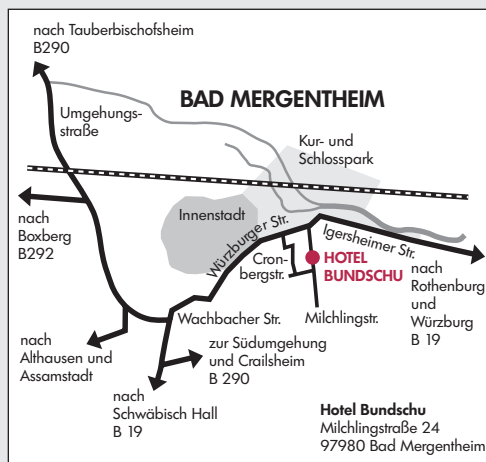 nach Tauberbischofsheim
B290
BAD MERGENTHEIM
Umgehungs-
straße
Kur- und
Schlosspark
Innenstadt
Würzburger Str.
Igersheimer Str.
nach
Boxberg
B292
Cron-
bergstr.
HOTEL
BUNDSCHU
nach
Rothenburg
und
Würzburg
B 19
Wachbacher Str.
Milchlingstr.
nach
Althausen und
Assamstadt
zur Südumgehung
und Crailsheim
B 290
nach
Schwäbisch Hall
B 19
Hotel Bundschu
Milchlingstraße 24
97980 Bad Mergentheim